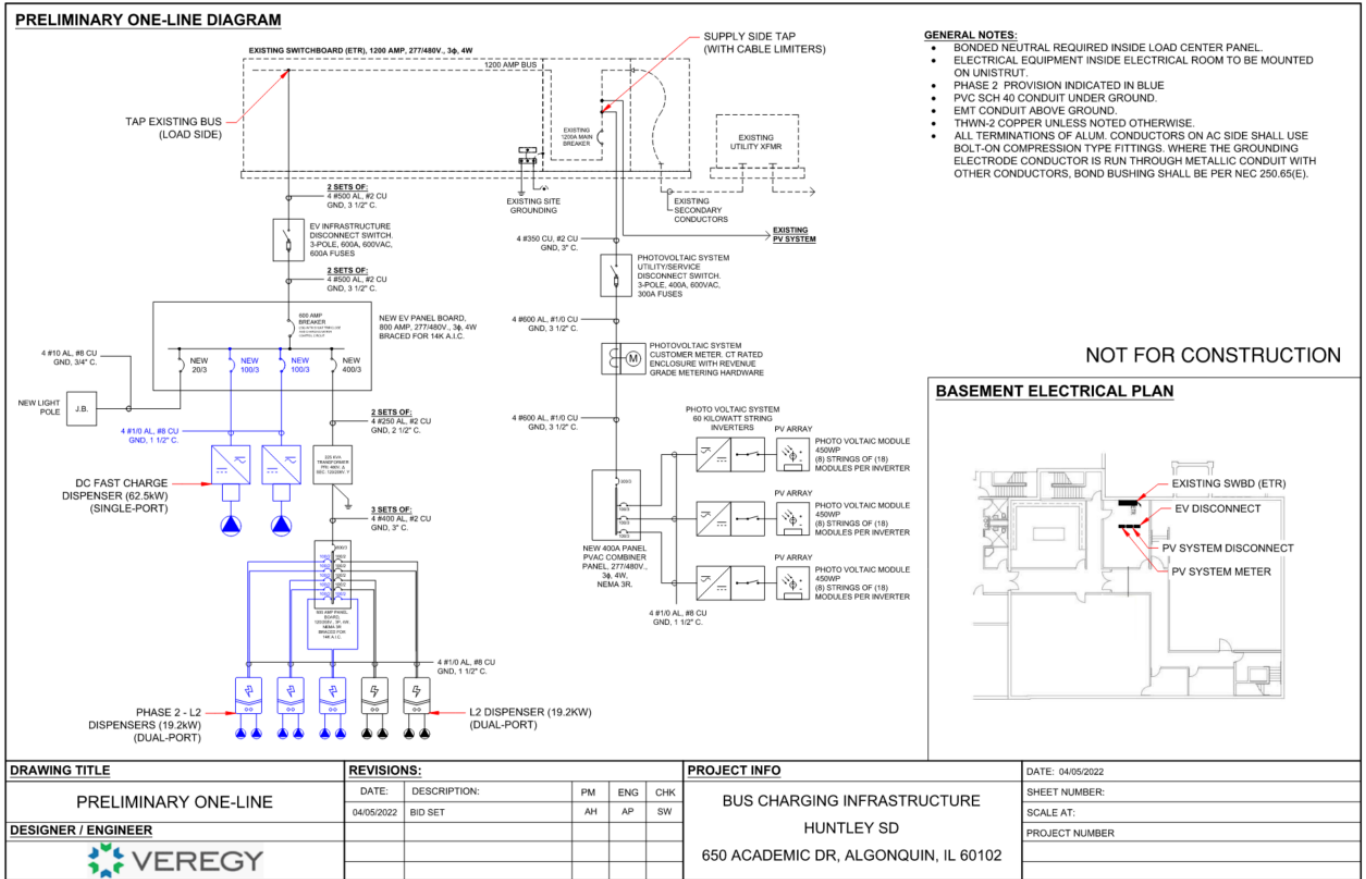 PRELIMINARY ONE-LINE DIAGRAM
EXISTING SWITCHBOARD (ETR), 1200 AMP, 277/480V., 3ϕ, 4W
1200 AMP BUS
SUPPLY SIDE TAP
(WITH CABLE LIMITERS)
TAP EXISTING BUS
(LOAD SIDE)
EXISTING
1200A MAIN
BREAKER
EXISTING
UTILITY XFMR
EXISTING SITE
GROUNDING
EXISTING
SECONDARY
CONDUCTORS
EXISTING
PV SYSTEM
GENERAL NOTES:
• BONDED NEUTRAL REQUIRED INSIDE LOAD CENTER PANEL.
• ELECTRICAL EQUIPMENT INSIDE ELECTRICAL ROOM TO BE MOUNTED
ON UNISTRUT.
• PHASE 2 PROVISION INDICATED IN BLUE
• PVC SCH 40 CONDUIT UNDER GROUND.
• EMT CONDUIT ABOVE GROUND.
• THWN-2 COPPER UNLESS NOTED OTHERWISE.
• ALL TERMINATIONS OF ALUM. CONDUCTORS ON AC SIDE SHALL USE
BOLT-ON COMPRESSION TYPE FITTINGS. WHERE THE GROUNDING
ELECTRODE CONDUCTOR IS RUN THROUGH METALLIC CONDUIT WITH
OTHER CONDUCTORS, BOND BUSHING SHALL BE PER NEC 250.65(E).
2 SETS OF:
4 #500 AL, #2 CU
GND, 3 1/2" C.
EV INFRASTRUCTURE
DISCONNECT SWITCH.
3-POLE, 600A, 600VAC,
600A FUSES
2 SETS OF:
4 #500 AL, #2 CU
GND, 3 1/2" C.
600 AMP
BREAKER
NEW EV PANEL BOARD,
800 AMP, 277/480V., 3ϕ, 4W
BRACED FOR 14K A.I.C.
4 #10 AL, #8 CU
GND, 3/4" C.
NEW
20/3
NEW
100/3
NEW
100/3
NEW
400/3
NEW LIGHT
POLE
J.B.
4 #1/0 AL, #8 CU
GND, 1 1/2" C.
2 SETS OF:
4 #250 AL, #2 CU
GND, 2 1/2" C.
TRANSFORMER
DC FAST CHARGE
DISPENSER (62.5kW)
(SINGLE-PORT)
3 SETS OF:
4 #400 AL, #2 CU
GND, 3" C.
NEMA 3R
BRACED FOR
4 #1/0 AL, #8 CU
GND, 1 1/2" C.
PHASE 2 - L2
DISPENSERS (19.2kW)
(DUAL-PORT)
L2 DISPENSER (19.2KW)
(DUAL-PORT)
4 #350 CU, #2 CU
GND, 3" C.
PHOTOVOLTAIC SYSTEM
UTILITY/SERVICE
DISCONNECT SWITCH.
3-POLE, 400A, 600VAC,
300A FUSES
4 #600 AL, #1/0 CU
GND, 3 1/2" C.
M
PHOTOVOLTAIC SYSTEM
CUSTOMER METER. CT RATED
ENCLOSURE WITH REVENUE
GRADE METERING HARDWARE
4 #600 AL, #1/0 CU
GND, 3 1/2" C.
PHOTO VOLTAIC SYSTEM
60 KILOWATT STRING
INVERTERS
PV ARRAY
PHOTO VOLTAIC MODULE
450WP
(8) STRINGS OF (18)
MODULES PER INVERTER
PV ARRAY
PHOTO VOLTAIC MODULE
450WP
(8) STRINGS OF (18)
MODULES PER INVERTER
PV ARRAY
PHOTO VOLTAIC MODULE
450WP
(8) STRINGS OF (18)
MODULES PER INVERTER
NEW 400A PANEL
PVAC COMBINER
PANEL, 277/480V.,
3ϕ, 4W,
NEMA 3R.
4 #1/0 AL, #8 CU
GND, 1 1/2" C.
NOT FOR CONSTRUCTION
BASEMENT ELECTRICAL PLAN
EXISTING SWBD (ETR)
EV DISCONNECT
PV SYSTEM DISCONNECT
PV SYSTEM METER
DRAWING TITLE
PRELIMINARY ONE-LINE
DESIGNER / ENGINEER
VEREGY
REVISIONS:
DATE: DESCRIPTION: PM ENG CHK
04/05/2022 BID SET AH AP SW
PROJECT INFO
BUS CHARGING INFRASTRUCTURE
HUNTLEY SD
650 ACADEMIC DR, ALGONQUIN, IL 60102
DATE: 04/05/2022
SHEET NUMBER:
SCALE AT:
PROJECT NUMBER